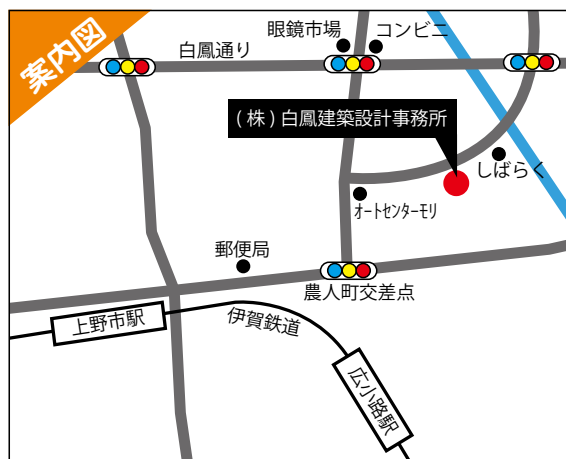 案内図
眼鏡市場
コンビニ
白鳳通り
(株)白鳳建築設計事務所
しばらく
オートセンターモリ
郵便局
農人町交差点
上野市駅
伊賀鉄道
広小路駅